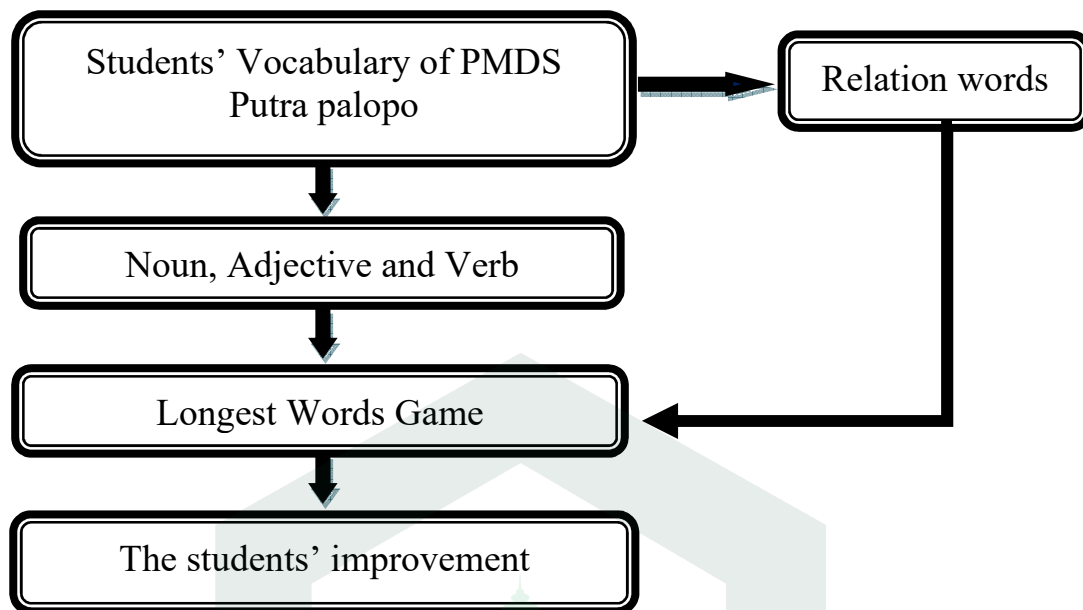 Students’ Vocabulary of PMDS
Putra palopo
Relation words
Noun, Adjective and Verb
Longest Words Game
The students’ improvement